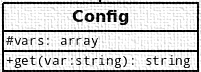 Config
#vars: array
+get(var:string): string